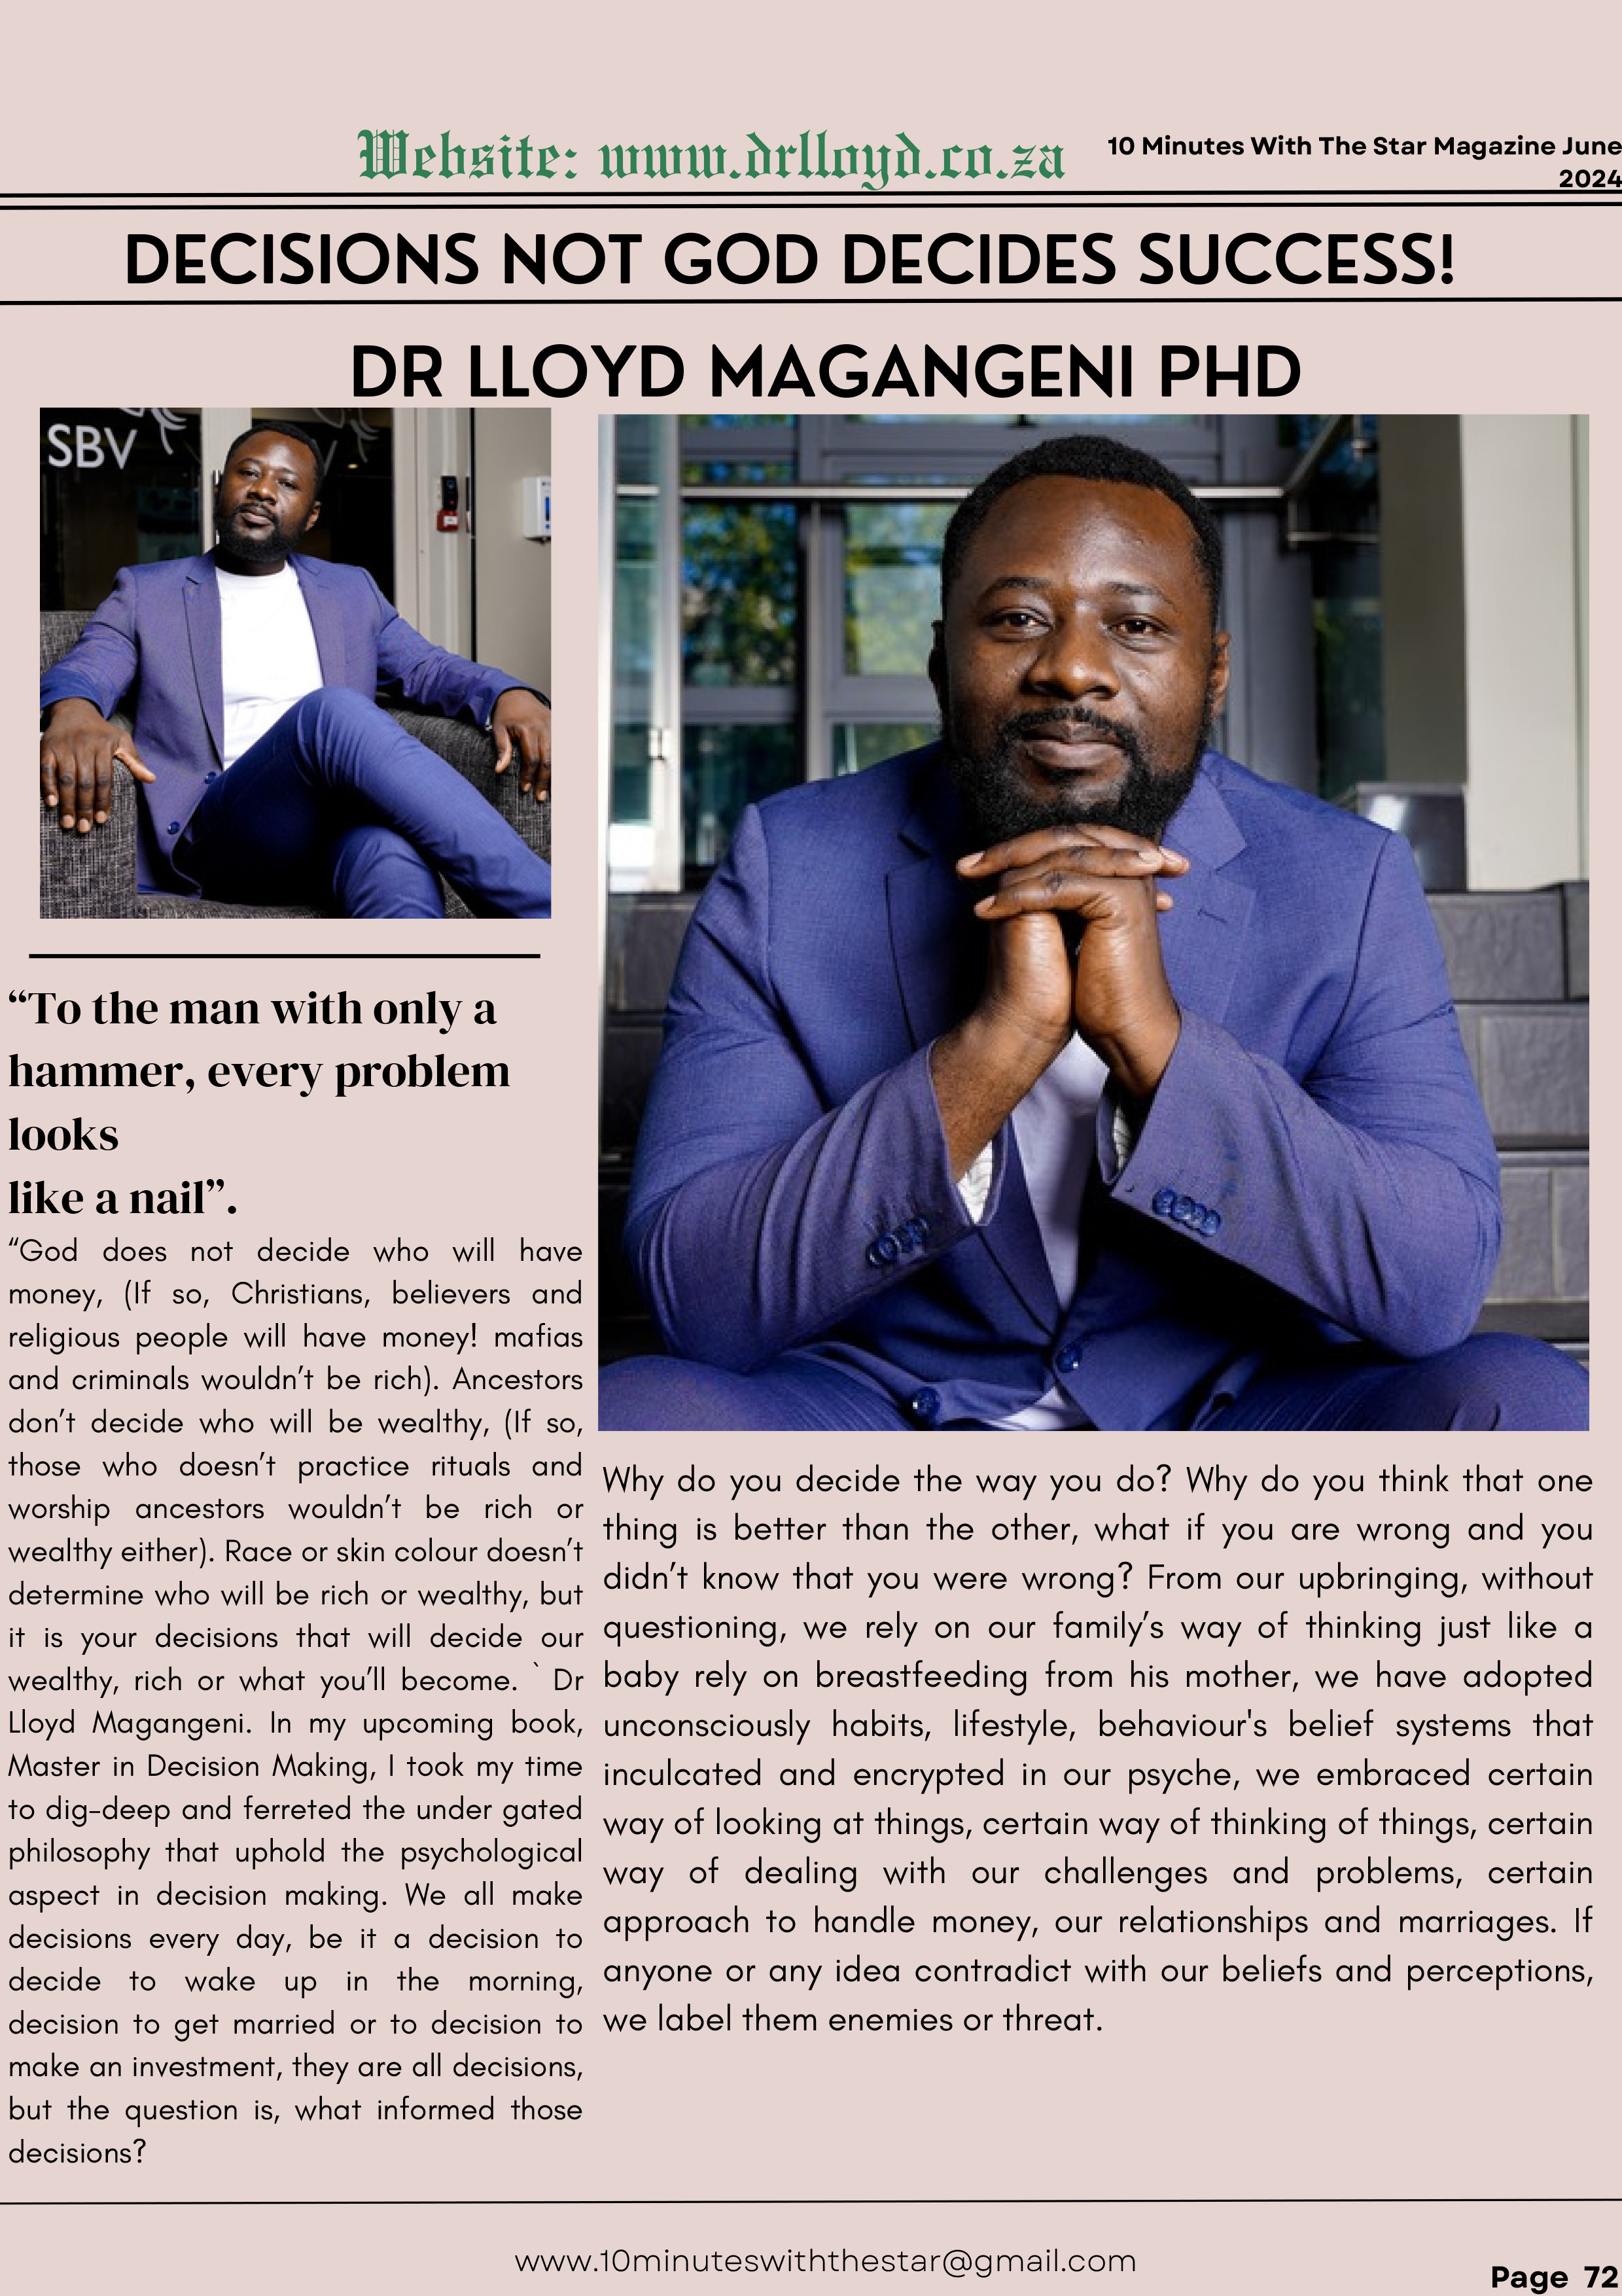 Website: www.drlloyd.co.za
10 Minutes With The Star Magazine June
2024
DECISIONS NOT GOD DECIDES SUCCESS!
DR LLOYD MAGANGENI PHD
SBV
“To the man with only a
hammer, every problem
looks
like a nail”.
“God does not decide who will have
money, (If so, Christians, believers and
religious people will have money! mafias
and criminals wouldn’t be rich). Ancestors
don’t decide who will be wealthy, (If so,
those who doesn’t practice rituals and
worship ancestors wouldn’t be rich or
wealthy either). Race or skin colour doesn’t
determine who will be rich or wealthy, but
it is your decisions that will decide our
wealthy, rich or what you’ll become. ` Dr
Lloyd Magangeni. In my upcoming book,
Master in Decision Making, I took my time
to dig-deep and ferreted the under gated
philosophy that uphold the psychological
aspect in decision making. We all make
decisions every day, be it a decision to
decide to wake up in the morning,
decision to get married or to decision to
make an investment, they are all decisions,
but the question is, what informed those
decisions?
Why do you decide the way you do? Why do you think that one
thing is better than the other, what if you are wrong and you
didn’t know that you were wrong? From our upbringing, without
questioning, we rely on our family’s way of thinking just like a
baby rely on breastfeeding from his mother, we have adopted
unconsciously habits, lifestyle, behaviour's belief systems that
inculcated and encrypted in our psyche, we embraced certain
way of looking at things, certain way of thinking of things, certain
way of dealing with our challenges and problems, certain
approach to handle money, our relationships and marriages. If
anyone or any idea contradict with our beliefs and perceptions,
we label them enemies or threat.
www.10minuteswiththestar@gmail.com
Page 72